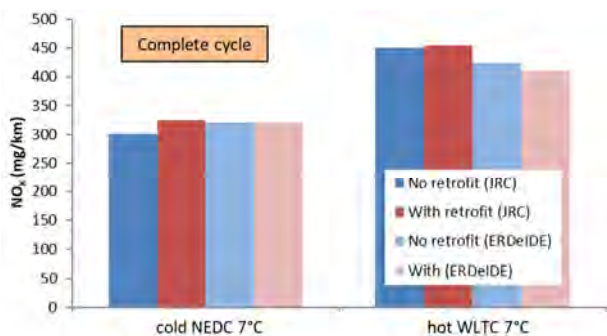 Complete cycle
NOx (mg/km)
500
450
400
350
300
250
200
150
100
50
0
No retrofit (JRC)
With retrofit (JRC)
No retrofit (ERDeIDE)
With (ERDeIDE)
cold NEDC 7°C
hot WLTC 7°C